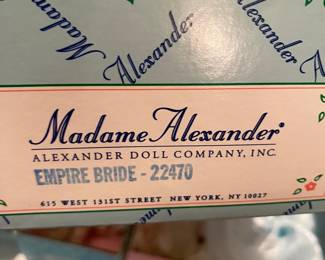 Madame Alexander
Alexander
Madame Alexander®
ALEXANDER DOLL COMPANY, INC.
EMPIRE BRIDE - 22470
615 WEST 131ST STREET NEW YORK, NY 10027